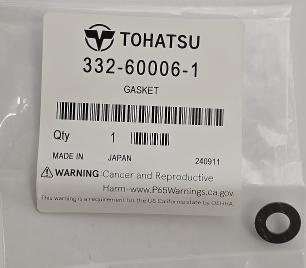 TOHATSU
332-60006-1
GASKET
Qty 1
MADE IN JAPAN 240911
WARNING: Cancer and Reproductive
Harm-www.P65Warnings.ca.gov.
This warning is a requirement for the US California state by OEHHA.